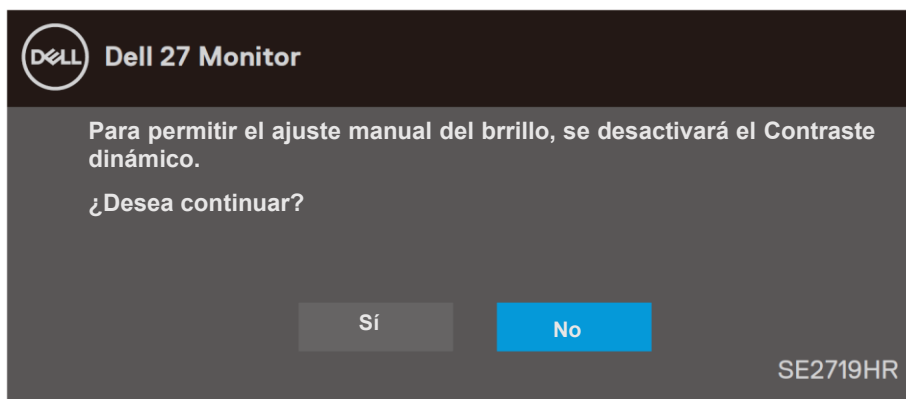 DELL Dell 27 Monitor
Para permitir el ajuste manual del brrillo, se desactivará el Contraste
dinámico.
¿Desea continuar?
Sí No
SE2719HR